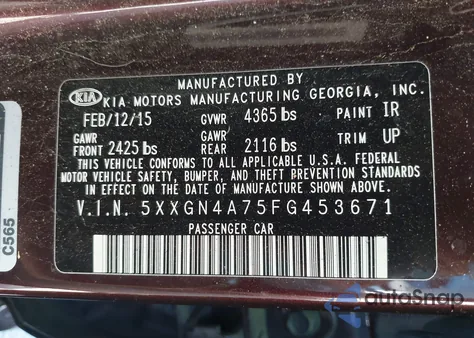 MANUFACTURED BY
KIA KIA MOTORS MANUFACTURING GEORGIA, INC.
FEB/12/15 GVWR 4365 lbs PAINT IR
GAWR GAWR
FRONT 2425 lbs REAR 2116 lbs TRIM UP
THIS VEHICLE CONFORMS TO ALL APPLICABLE U.S.A. FEDERAL
MOTOR VEHICLE SAFETY, BUMPER, AND THEFT PREVENTION STANDARDS
IN EFFECT ON THE DATE OF MANUFACTURE SHOWN ABOVE.
V.I.N. 5XXGN4A75FG453671
PASSENGER CAR
C565
autoSnap